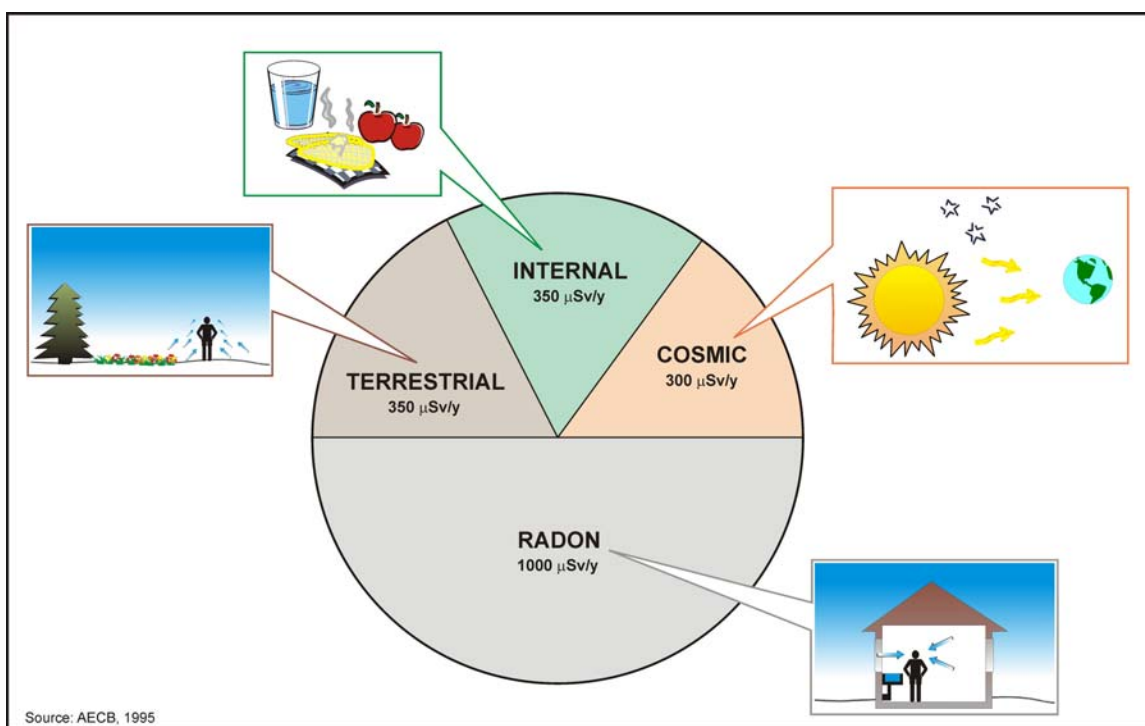 INTERNAL
350 μSv/y
COSMIC
300 μSv/y
TERRESTRIAL
350 μSv/y
RADON
1000 μSv/y
Source: AECB, 1995